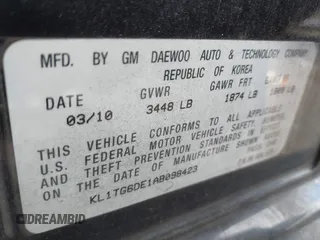 MFD. BY GM DAEWOO AUTO & TECHNOLOGY COMPANY
REPUBLIC OF KOREA
DATE GVWR GAWR FRT
03/10 3448 LB 1874 LB LB
THIS VEHICLE CONFORMS TO ALL APPLICABLE
U.S. FEDERAL MOTOR VEHICLE SAFETY, BUMPER,
AND THEFT PREVENTION STANDARDS IN EFFECT
ON THE DATE OF MANUFACTURE SHOWN
KL1TG6DE1AB098423
DREAMBID